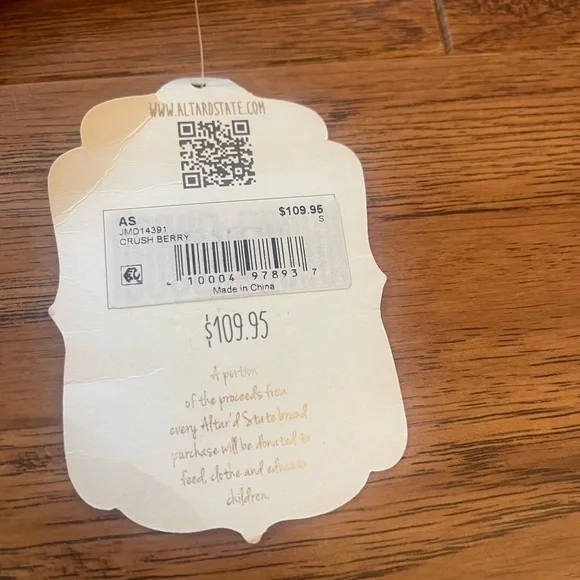 WWW.ALTARDSTATE.COM
AS $109.95
JMD14391 S
CRUSH BERRY
4 10004 97893 7
Made in China
$109.95
A portion
of the proceeds from
every Altar'd State brand
purchase will be donated to
feed, clothe and educate
children.